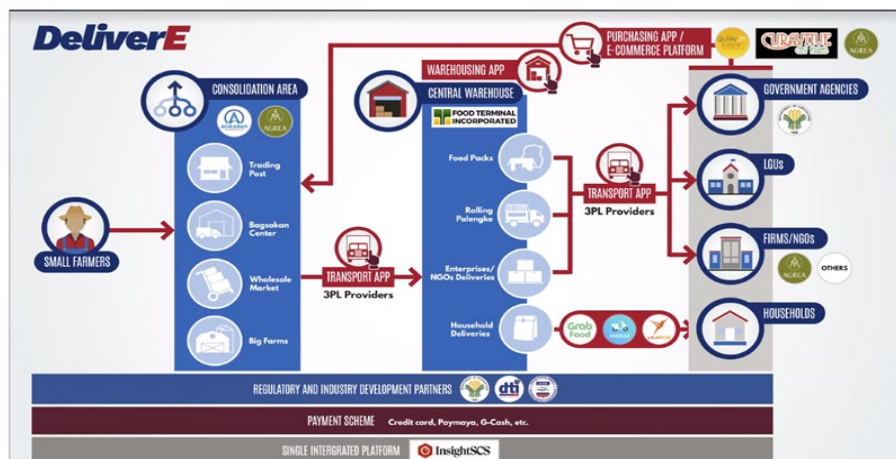 DeliverE
PURCHASING APP /
E-COMMERCE PLATFORM
AGREA
WAREHOUSING APP
CONSOLIDATION AREA
AGREA
CENTRAL WAREHOUSE
FOOD TERMINAL
INCORPORATED
GOVERNMENT AGENCIES
Trading
Post
Food Packs
TRANSPORT APP
3PL Providers
LGUs
SMALL FARMERS
Bagsakan
Center
Rolling
Palengke
FIRMS/NGOs
AGREA
OTHERS
Wholesale
Market
TRANSPORT APP
3PL Providers
Enterprises/
NGOs Deliveries
Big Farms
Household
Deliveries
Grab
Food
HOUSEHOLDS
REGULATORY AND INDUSTRY DEVELOPMENT PARTNERS
dti
PAYMENT SCHEME Credit card, Paymaya, G-Cash, etc.
SINGLE INTERGRATED PLATFORM InsightSCS